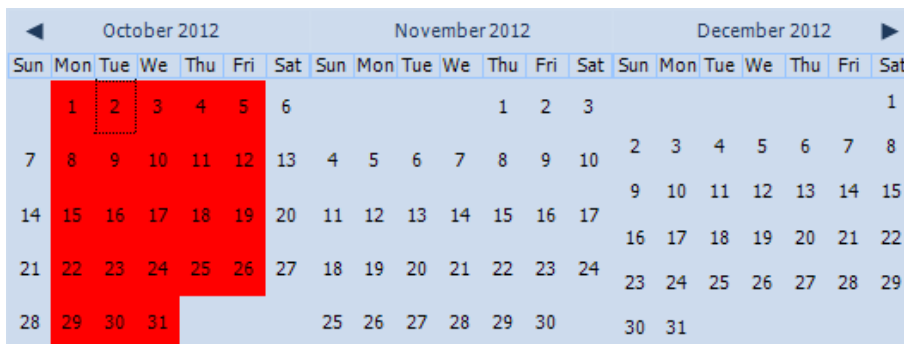 October 2012
Sun Mon Tue We Thu Fri Sat
1 2 3 4 5 6
7 8 9 10 11 12 13
14 15 16 17 18 19 20
21 22 23 24 25 26 27
28 29 30 31
November 2012
Sun Mon Tue We Thu Fri Sat
1 2 3
4 5 6 7 8 9 10
11 12 13 14 15 16 17
18 19 20 21 22 23 24
25 26 27 28 29 30
December 2012
Sun Mon Tue We Thu Fri Sat
1
2 3 4 5 6 7 8
9 10 11 12 13 14 15
16 17 18 19 20 21 22
23 24 25 26 27 28 29
30 31